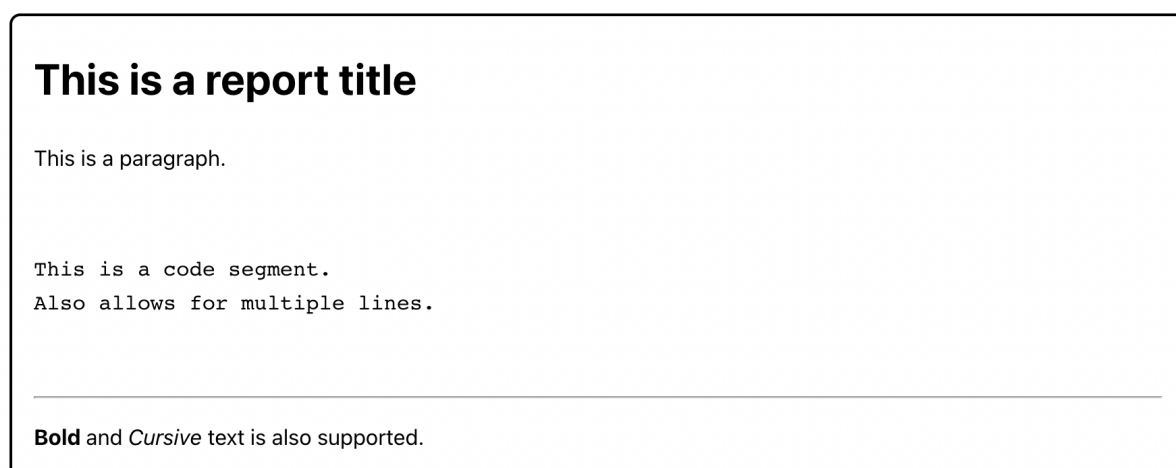 This is a report title
This is a paragraph.
This is a code segment.
Also allows for multiple lines.
Bold and Cursive text is also supported.